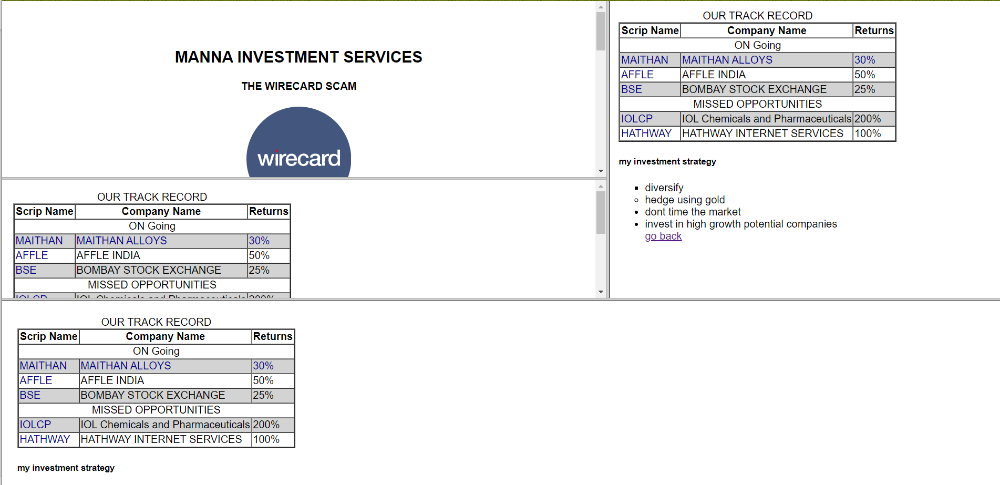 MANNA INVESTMENT SERVICES
THE WIRECARD SCAM
wirecard
OUR TRACK RECORD
Scrip Name Company Name Returns
ON Going
MAITHAN MAITHAN ALLOYS 30%
AFFLE AFFLE INDIA 50%
BSE BOMBAY STOCK EXCHANGE 25%
MISSED OPPORTUNITIES
IOLCP IOL Chemicals and Pharmaceuticals 200%
OUR TRACK RECORD
Scrip Name Company Name Returns
ON Going
MAITHAN MAITHAN ALLOYS 30%
AFFLE AFFLE INDIA 50%
BSE BOMBAY STOCK EXCHANGE 25%
MISSED OPPORTUNITIES
IOLCP IOL Chemicals and Pharmaceuticals 200%
HATHWAY HATHWAY INTERNET SERVICES 100%
my investment strategy
diversify
hedge using gold
dont time the market
invest in high growth potential companies
go back
OUR TRACK RECORD
Scrip Name Company Name Returns
ON Going
MAITHAN MAITHAN ALLOYS 30%
AFFLE AFFLE INDIA 50%
BSE BOMBAY STOCK EXCHANGE 25%
MISSED OPPORTUNITIES
IOLCP IOL Chemicals and Pharmaceuticals 200%
HATHWAY HATHWAY INTERNET SERVICES 100%
my investment strategy